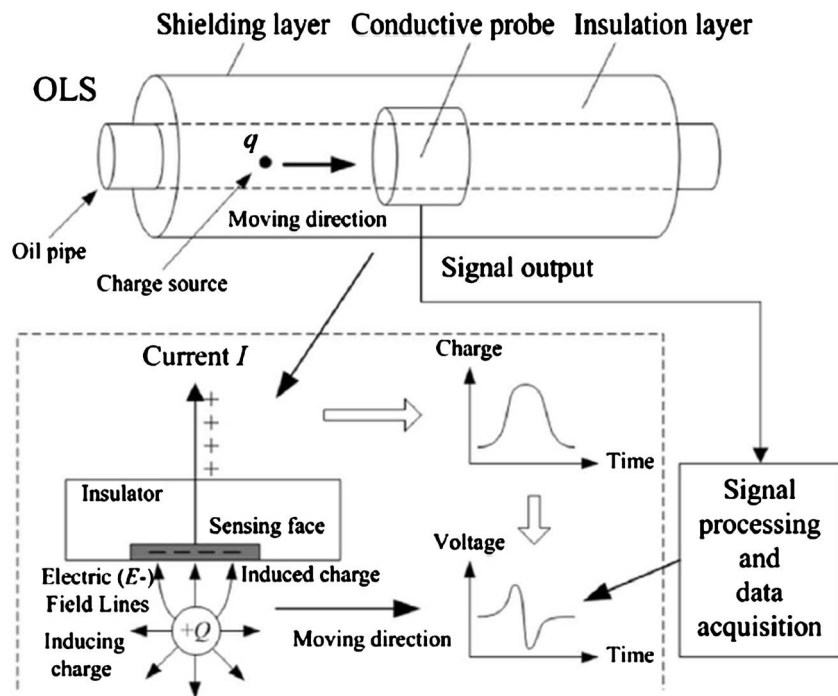 Shielding layer
Conductive probe
Insulation layer
OLS
q
Moving direction
Oil pipe
Charge source
Signal output
Current I
+
+
+
+
Charge
Time
Insulator
Sensing face
Electric (E-)
Field Lines
Induced charge
Voltage
Inducing
charge
+Q
Moving direction
Time
Signal
processing
and
data
acquisition